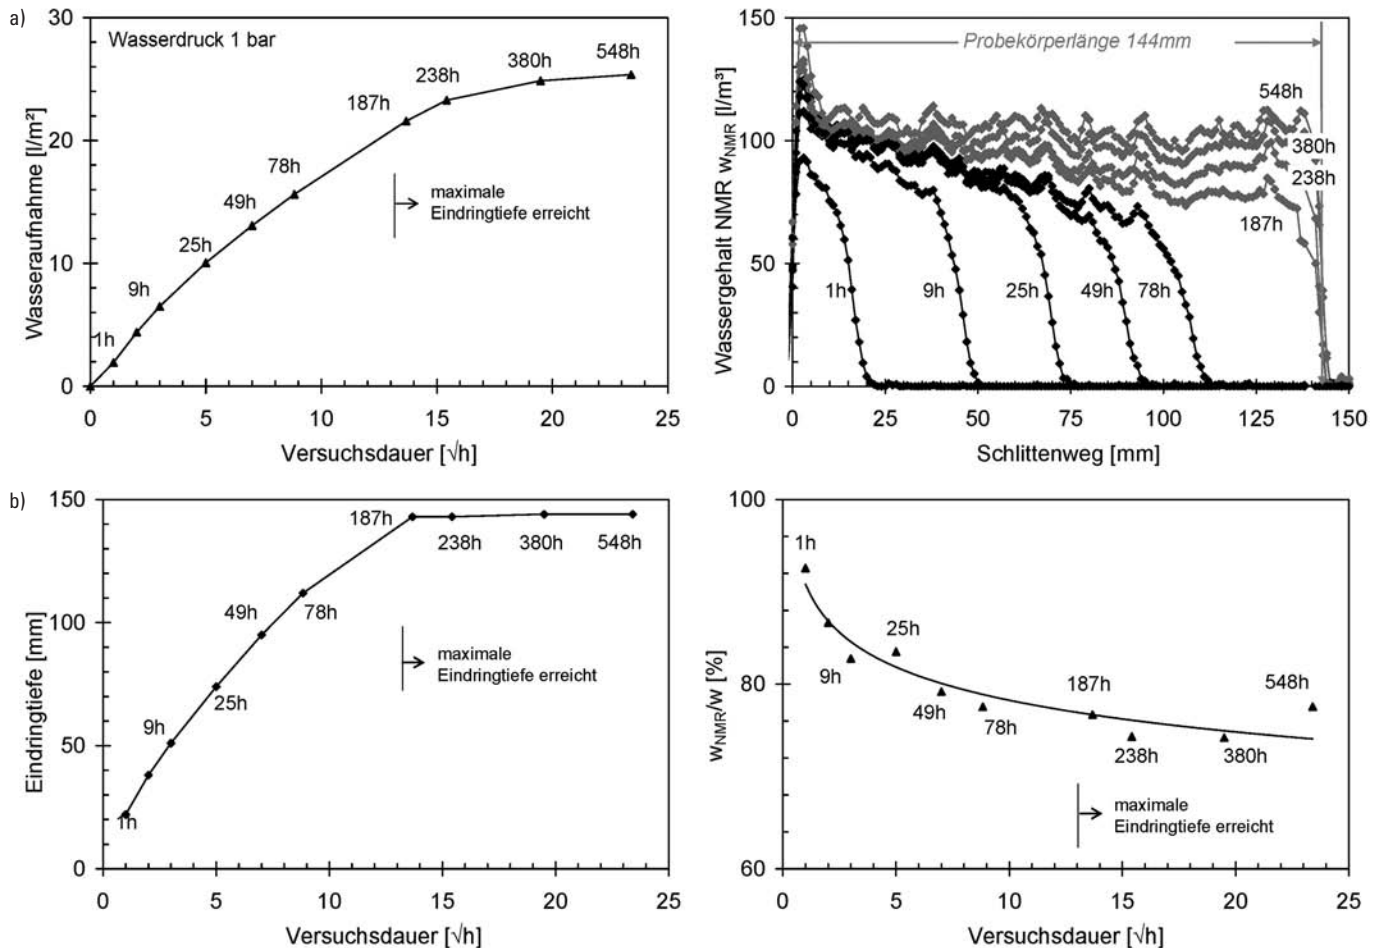 a)
Wasseraufnahme [l/m²]
30
20
10
0
Wasserdruck 1 bar
1h
9h
25h
49h
78h
187h
238h
380h
548h
maximale
Eindringtiefe erreicht
0 5 10 15 20 25
Versuchsdauer [√h]
Wassergehalt NMR w_NMR [l/m³]
150
100
50
0
Probekörperlänge 144mm
548h
380h
238h
187h
1h 9h 25h 49h 78h
0 25 50 75 100 125 150
Schlittenweg [mm]
b)
Eindringtiefe [mm]
150
100
50
0
1h
9h
25h
49h
78h
187h
238h 380h 548h
maximale
Eindringtiefe erreicht
0 5 10 15 20 25
Versuchsdauer [√h]
w_NMR/w [%]
100
80
60
1h
9h
25h
49h
78h
187h
238h
380h
548h
maximale
Eindringtiefe erreicht
0 5 10 15 20 25
Versuchsdauer [√h]